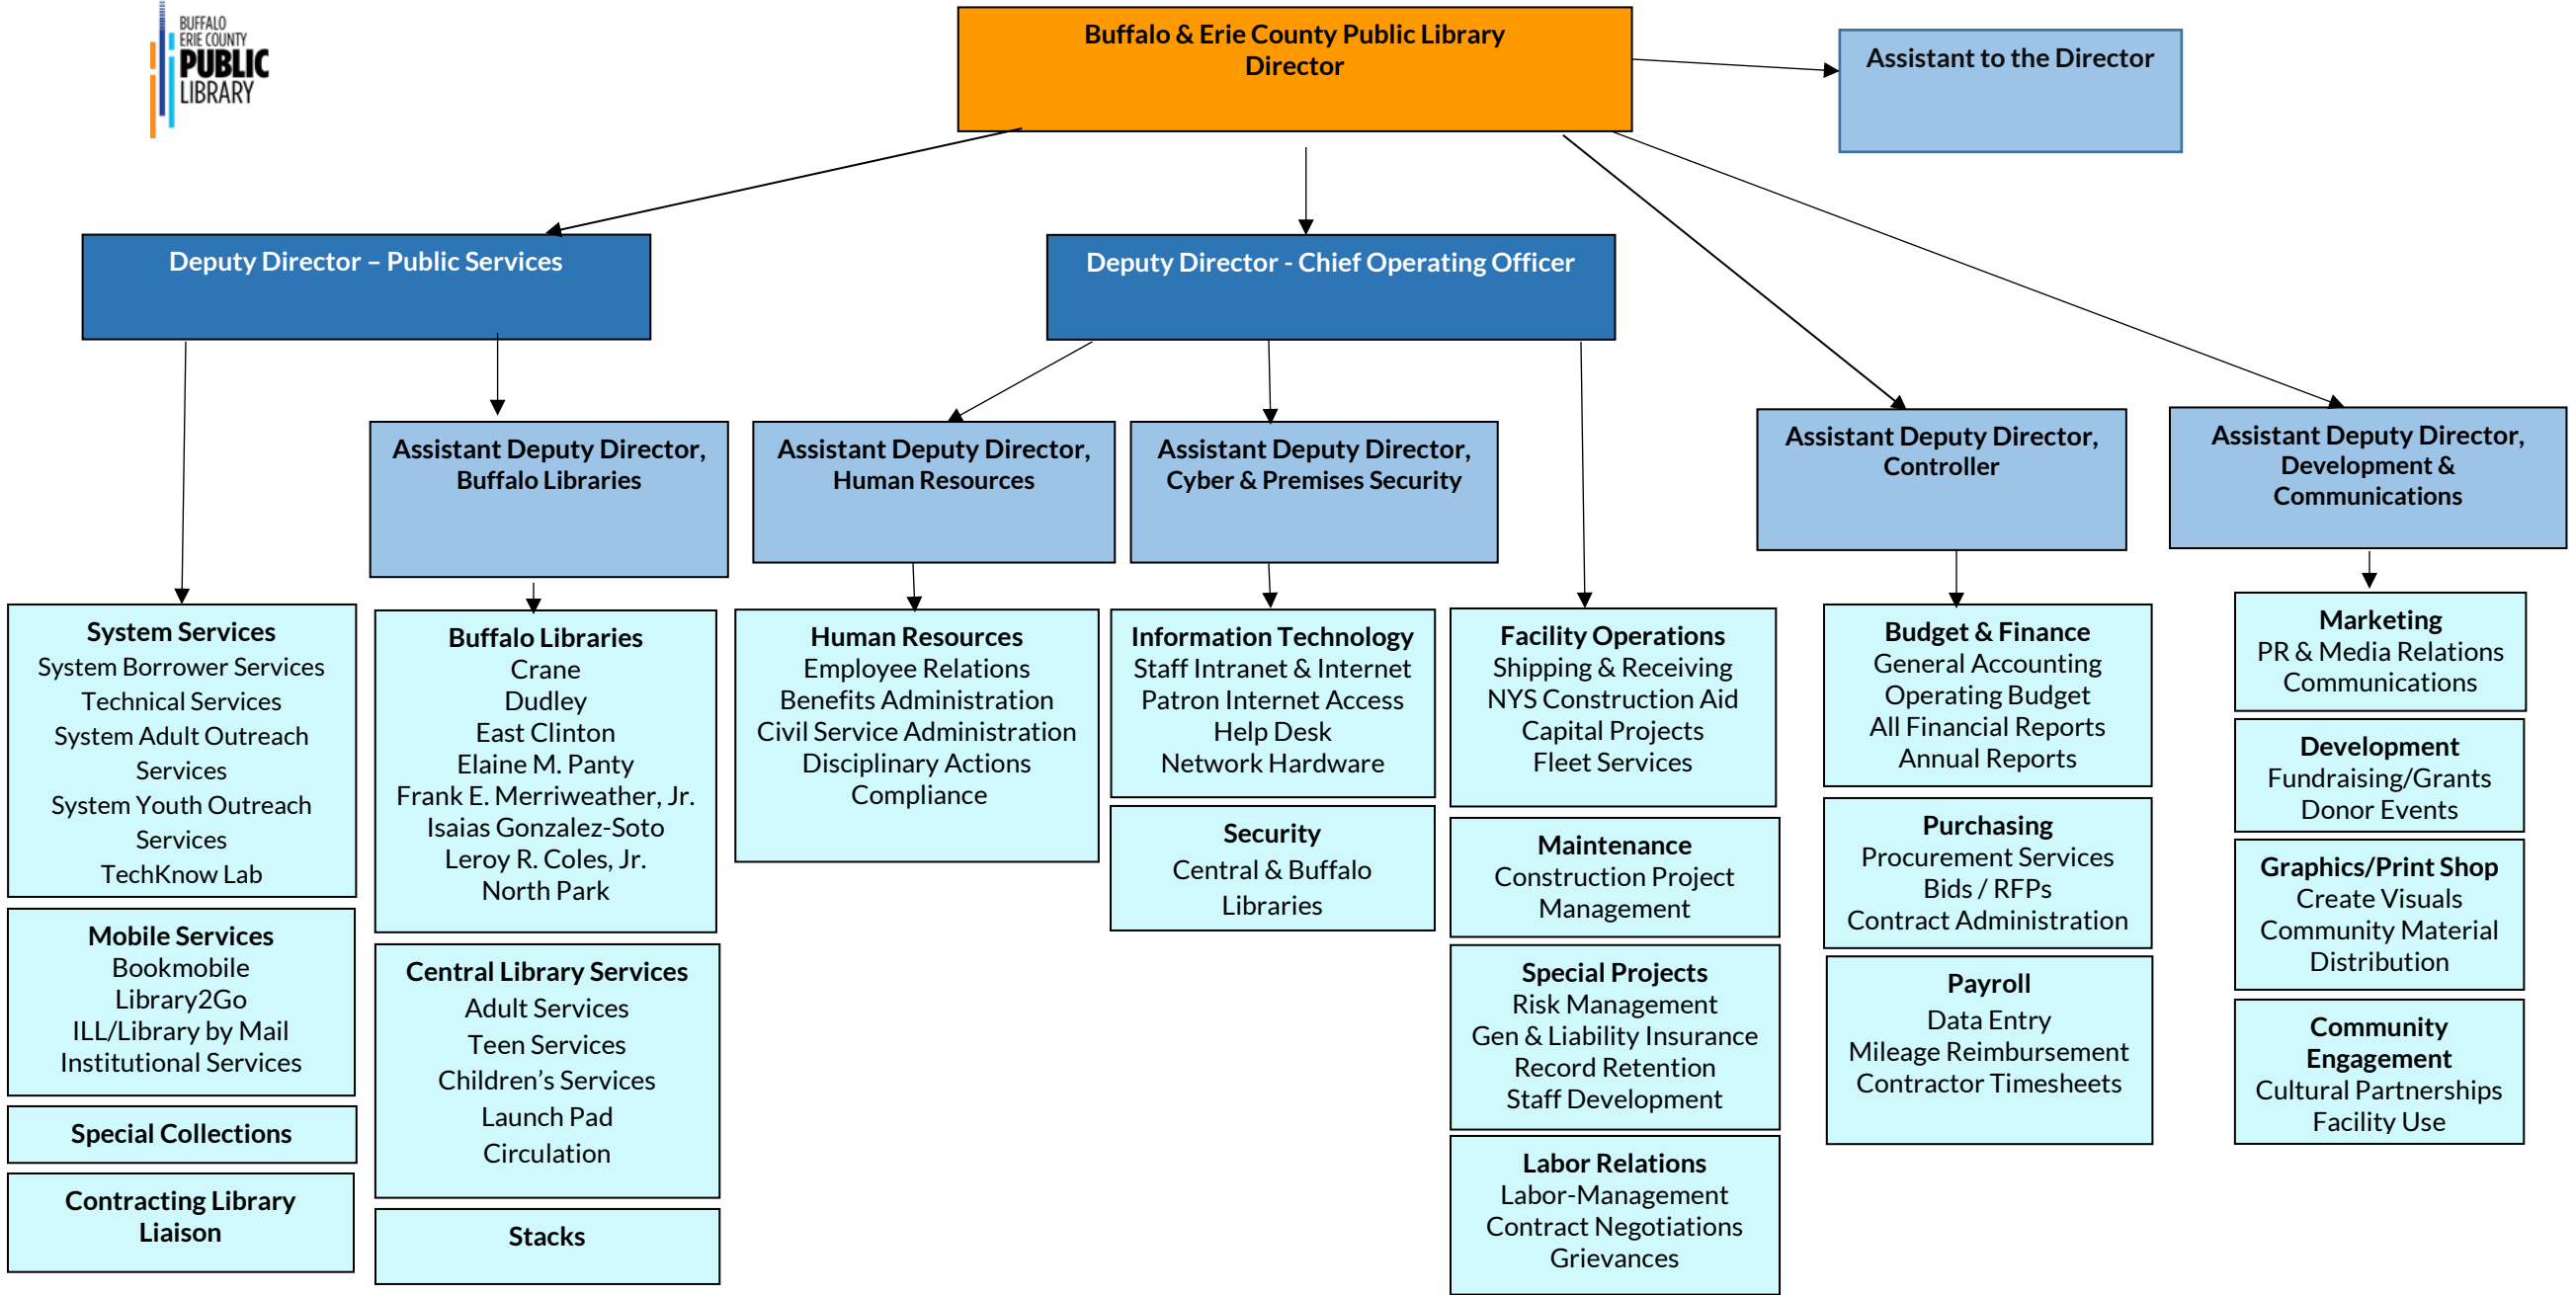 BUFFALO
ERIE COUNTY
PUBLIC
LIBRARY
Buffalo & Erie County Public Library
Director
Assistant to the Director
Deputy Director – Public Services
Deputy Director - Chief Operating Officer
Assistant Deputy Director,
Buffalo Libraries
Assistant Deputy Director,
Human Resources
Assistant Deputy Director,
Cyber & Premises Security
Assistant Deputy Director,
Controller
Assistant Deputy Director,
Development &
Communications
System Services
System Borrower Services
Technical Services
System Adult Outreach
Services
System Youth Outreach
Services
TechKnow Lab
Mobile Services
Bookmobile
Library2Go
ILL/Library by Mail
Institutional Services
Special Collections
Contracting Library
Liaison
Buffalo Libraries
Crane
Dudley
East Clinton
Elaine M. Panty
Frank E. Merriweather, Jr.
Isaias Gonzalez-Soto
Leroy R. Coles, Jr.
North Park
Central Library Services
Adult Services
Teen Services
Children’s Services
Launch Pad
Circulation
Stacks
Human Resources
Employee Relations
Benefits Administration
Civil Service Administration
Disciplinary Actions
Compliance
Information Technology
Staff Intranet & Internet
Patron Internet Access
Help Desk
Network Hardware
Security
Central & Buffalo
Libraries
Facility Operations
Shipping & Receiving
NYS Construction Aid
Capital Projects
Fleet Services
Maintenance
Construction Project
Management
Special Projects
Risk Management
Gen & Liability Insurance
Record Retention
Staff Development
Labor Relations
Labor-Management
Contract Negotiations
Grievances
Budget & Finance
General Accounting
Operating Budget
All Financial Reports
Annual Reports
Purchasing
Procurement Services
Bids / RFPs
Contract Administration
Payroll
Data Entry
Mileage Reimbursement
Contractor Timesheets
Marketing
PR & Media Relations
Communications
Development
Fundraising/Grants
Donor Events
Graphics/Print Shop
Create Visuals
Community Material
Distribution
Community
Engagement
Cultural Partnerships
Facility Use